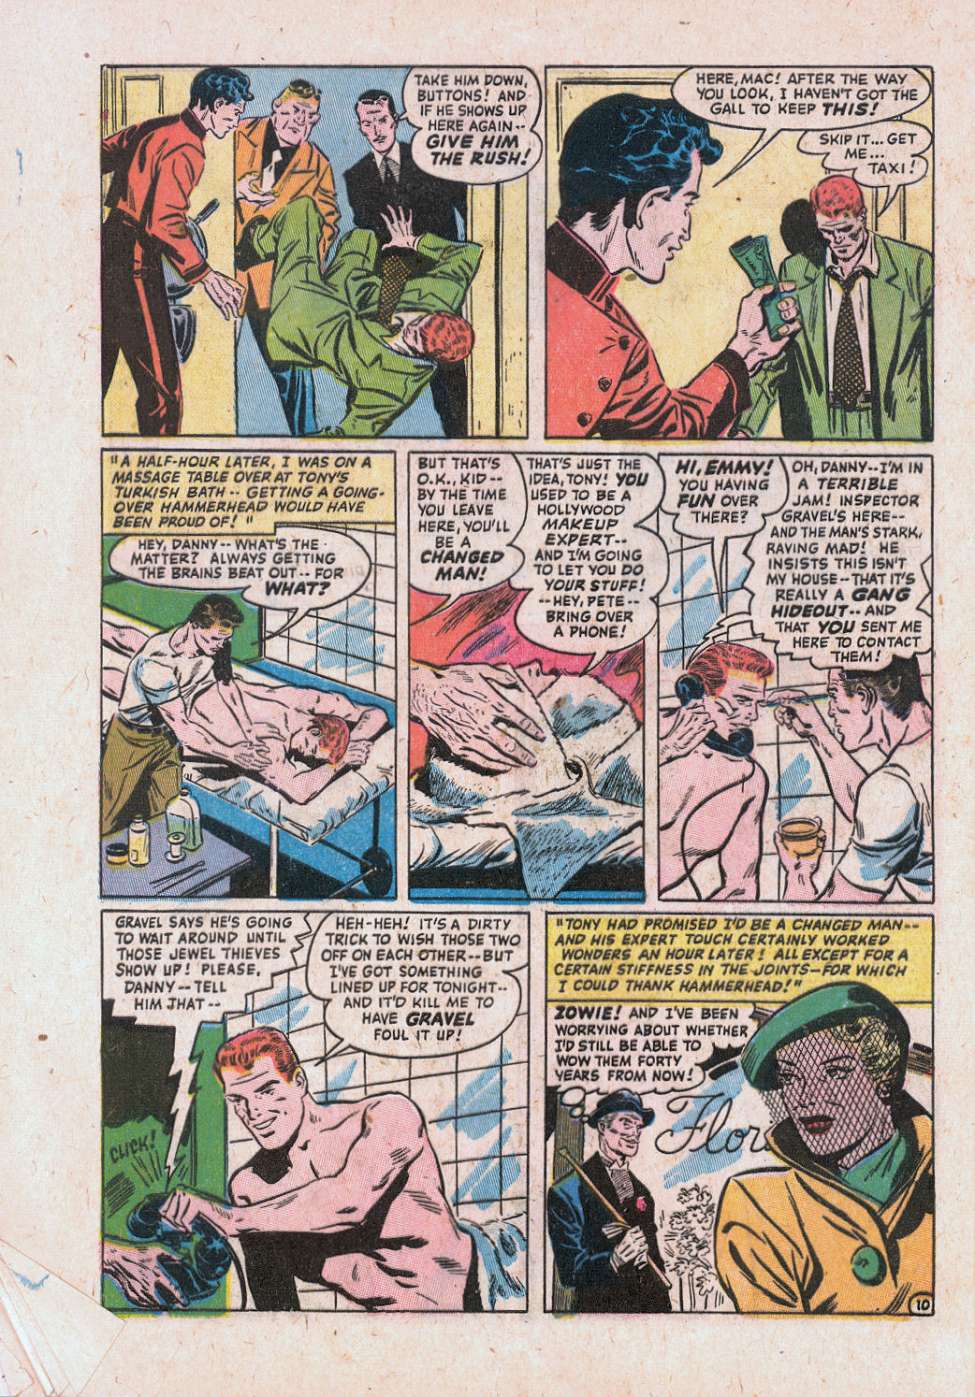 TAKE HIM DOWN,
BUTTONS! AND
IF HE SHOWS UP
HERE AGAIN--
GIVE HIM
THE RUSH!
HERE, MAC! AFTER THE WAY
YOU LOOK, I HAVEN'T GOT THE
GALL TO KEEP THIS!
SKIP IT... GET
ME...
TAXI!
"A HALF-HOUR LATER, I WAS ON A
MASSAGE TABLE OVER AT TONY'S
TURKISH BATH-- GETTING A GOING-
OVER HAMMERHEAD WOULD HAVE
BEEN PROUD OF!"
HEY, DANNY--WHAT'S THE
MATTER? ALWAYS GETTING
THE BRAINS BEAT OUT--FOR
WHAT?
BUT THAT'S
O.K., KID--
BY THE TIME
YOU LEAVE
HERE, YOU'LL
BE A
CHANGED
MAN!
THAT'S JUST THE
IDEA, TONY! YOU
USED TO BE A
HOLLYWOOD
MAKEUP
EXPERT--
AND I'M GOING
TO LET YOU DO
YOUR STUFF!
--HEY, PETE--
BRING OVER
A PHONE!
HI, EMMY!
YOU HAVING
FUN OVER
THERE?
OH, DANNY--I'M IN
A TERRIBLE
JAM! INSPECTOR
GRAVEL'S HERE--
AND THE MAN'S STARK,
RAVING MAD! HE
INSISTS THIS ISN'T
MY HOUSE--THAT IT'S
REALLY A GANG
HIDEOUT--AND
THAT YOU SENT ME
HERE TO CONTACT
THEM!
GRAVEL SAYS HE'S GOING
TO WAIT AROUND UNTIL
THOSE JEWEL THIEVES
SHOW UP! PLEASE,
DANNY--TELL
HIM JHAT--
HEH-HEH! IT'S A DIRTY
TRICK TO WISH THOSE TWO
OFF ON EACH OTHER--BUT
I'VE GOT SOMETHING
LINED UP FOR TONIGHT--
AND IT'D KILL ME TO
HAVE GRAVEL
FOUL IT UP!
CLICK!
"TONY HAD PROMISED I'D BE A CHANGED MAN--
AND HIS EXPERT TOUCH CERTAINLY WORKED
WONDERS AN HOUR LATER! ALL EXCEPT FOR A
CERTAIN STIFFNESS IN THE JOINTS--FOR WHICH
I COULD THANK HAMMERHEAD!"
ZOWIE! AND I'VE BEEN
WORRYING ABOUT WHETHER
I'D STILL BE ABLE TO
WOW THEM FORTY
YEARS FROM NOW!
Flor
10